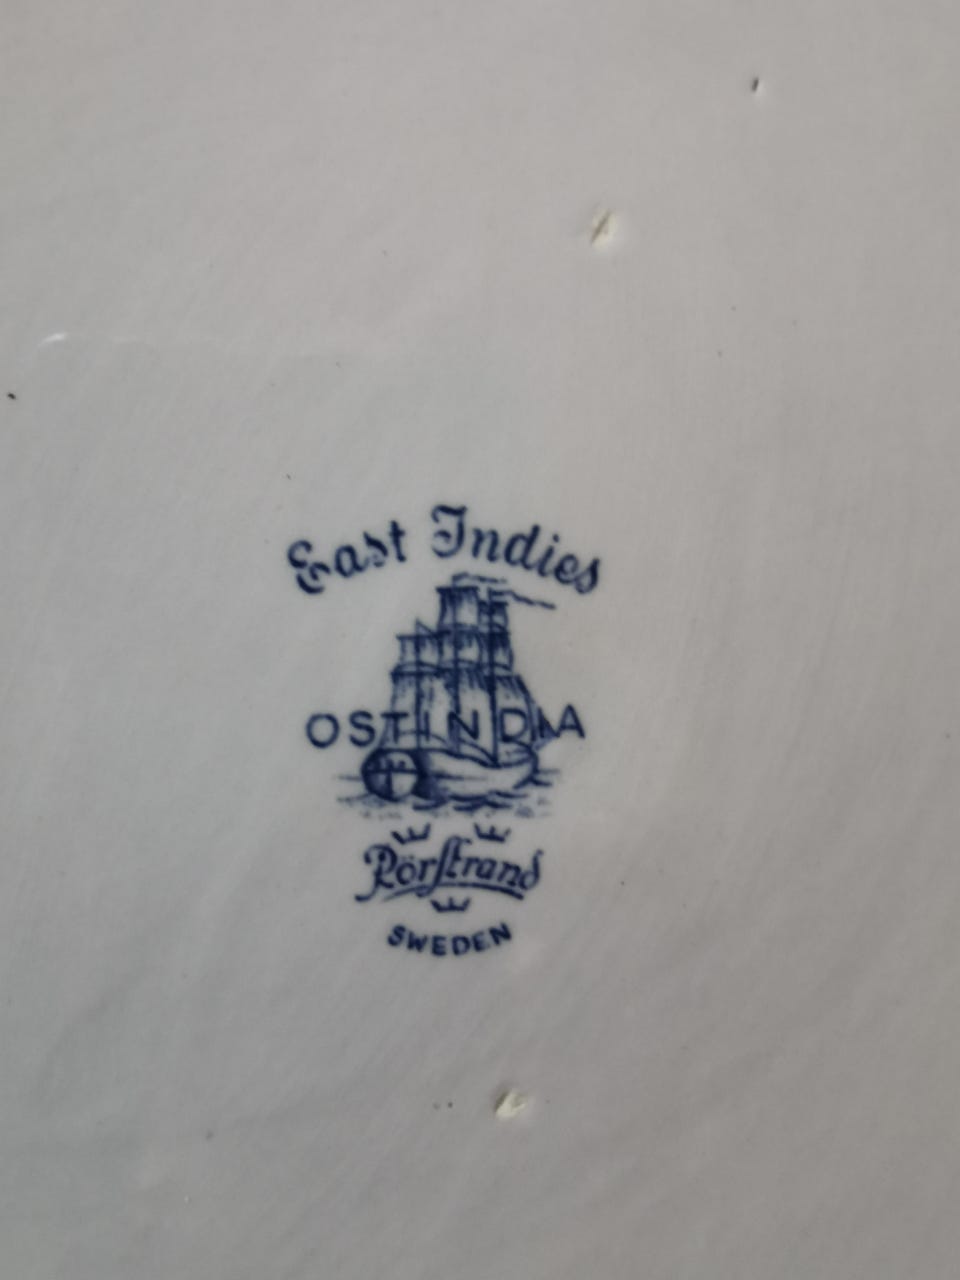 East Indies
OSTINDIA
Rörstrand
SWEDEN